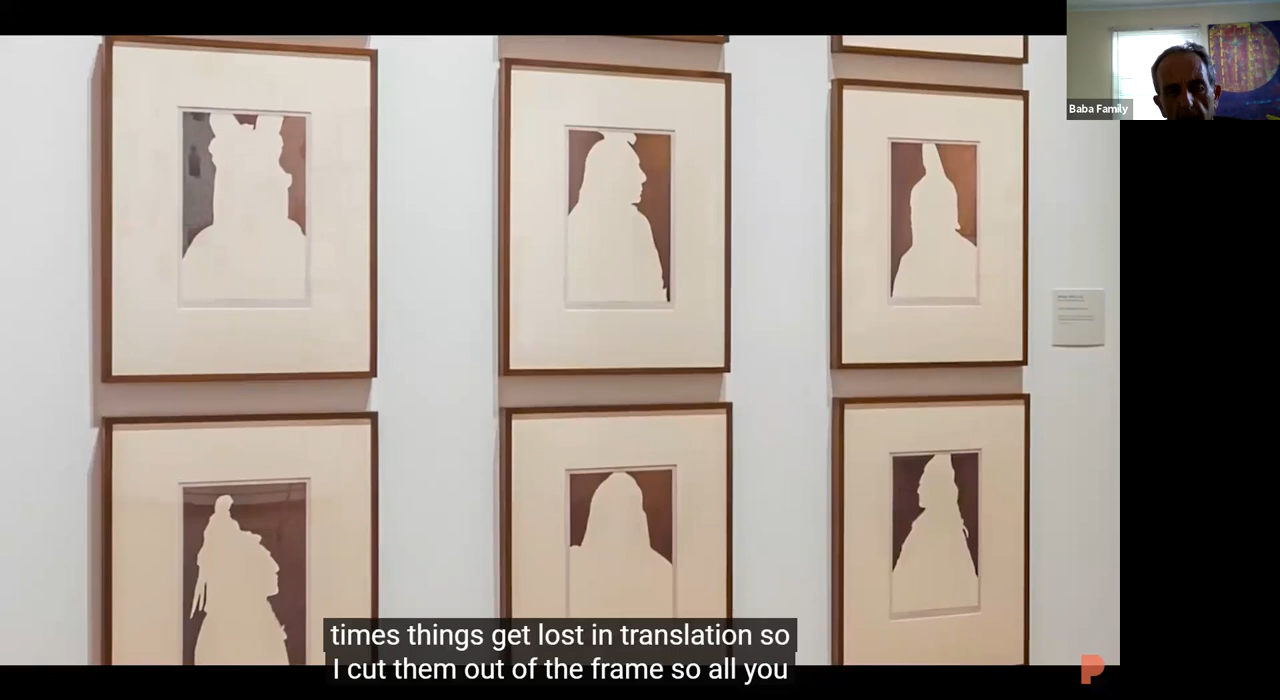 Baba Family
times things get lost in translation so
I cut them out of the frame so all you